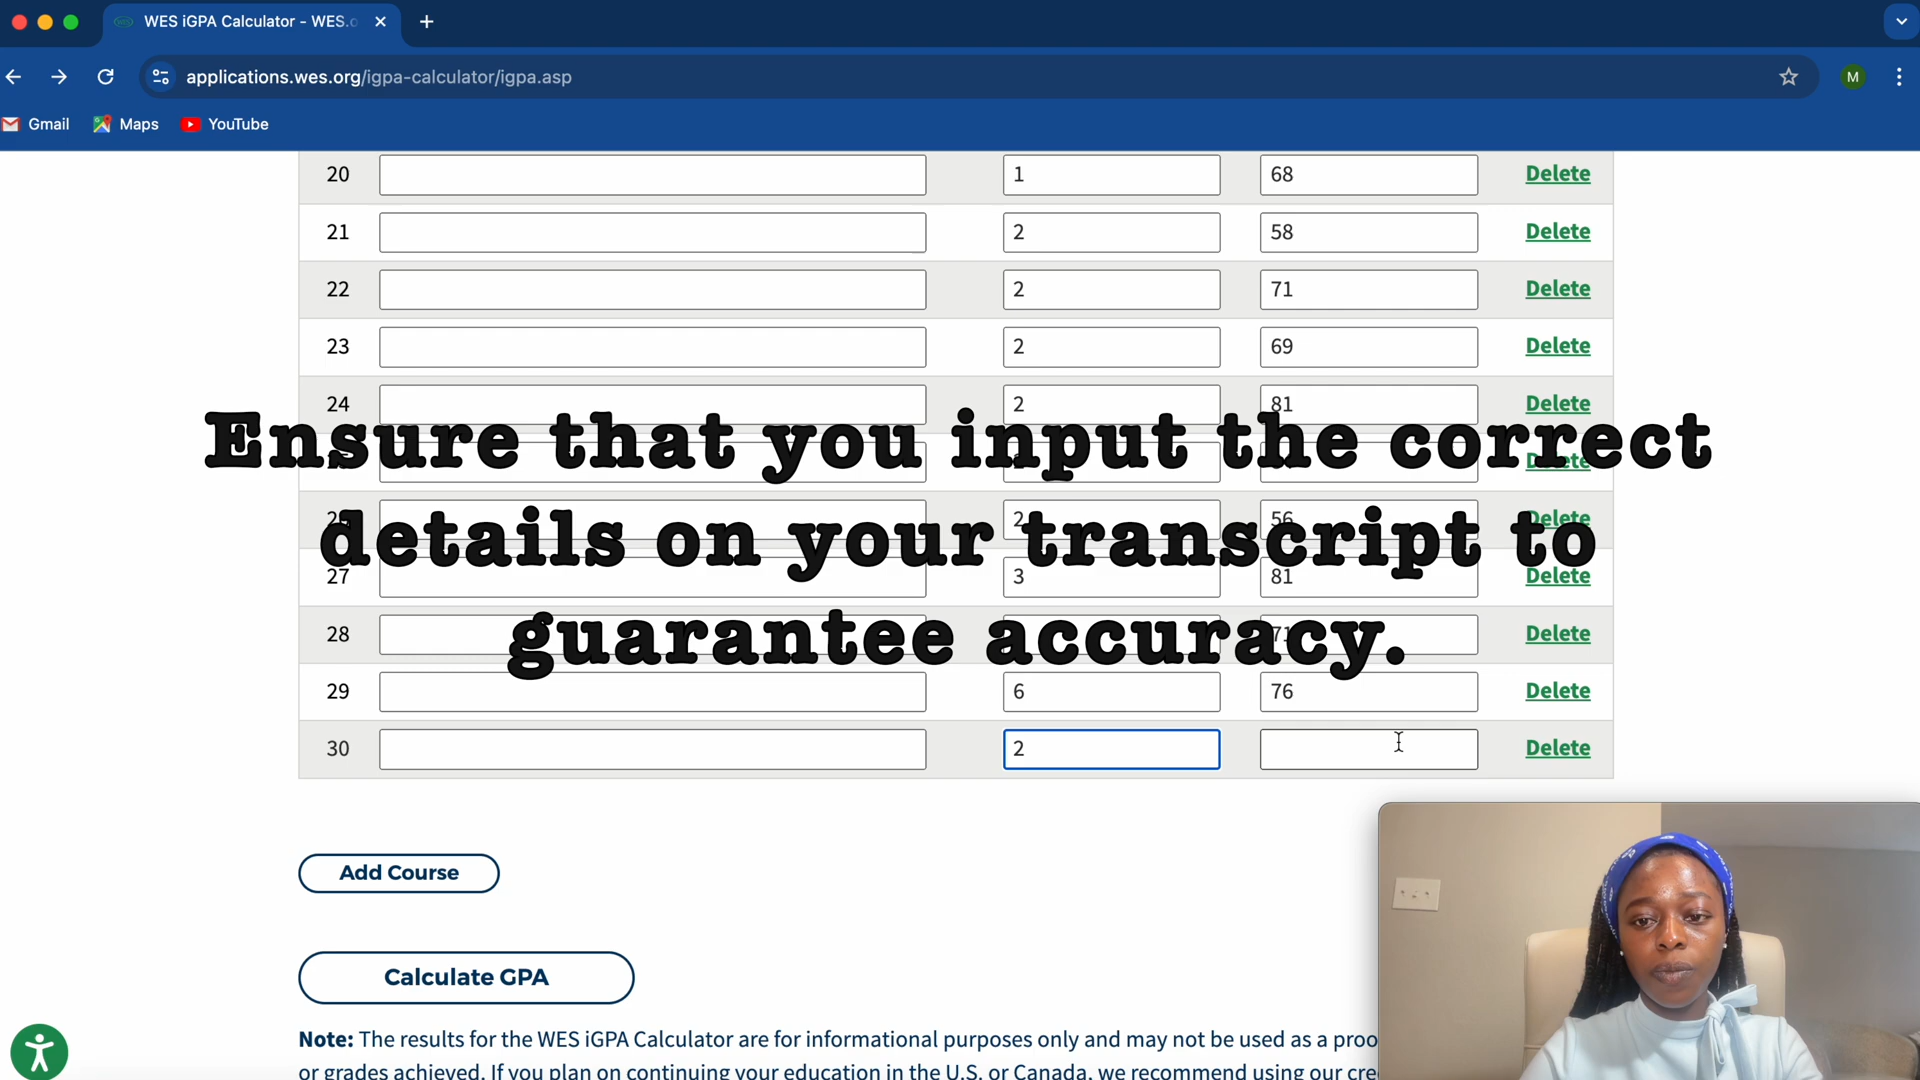 WES iGPA Calculator - WES.o
applications.wes.org/igpa-calculator/igpa.asp
M
Gmail Maps YouTube
20 1 68 Delete
21 2 58 Delete
22 2 71 Delete
23 2 69 Delete
24 2 81 Delete
Ensure that you input the correct
2 56 Delete
details on your transcript to
27 3 81 Delete
28 71 Delete
guarantee accuracy.
29 6 76 Delete
30 2 Delete
Add Course
Calculate GPA
Note: The results for the WES iGPA Calculator are for informational purposes only and may not be used as a proo
or grades achieved. If you plan on continuing your education in the U.S. or Canada, we recommend using our cre